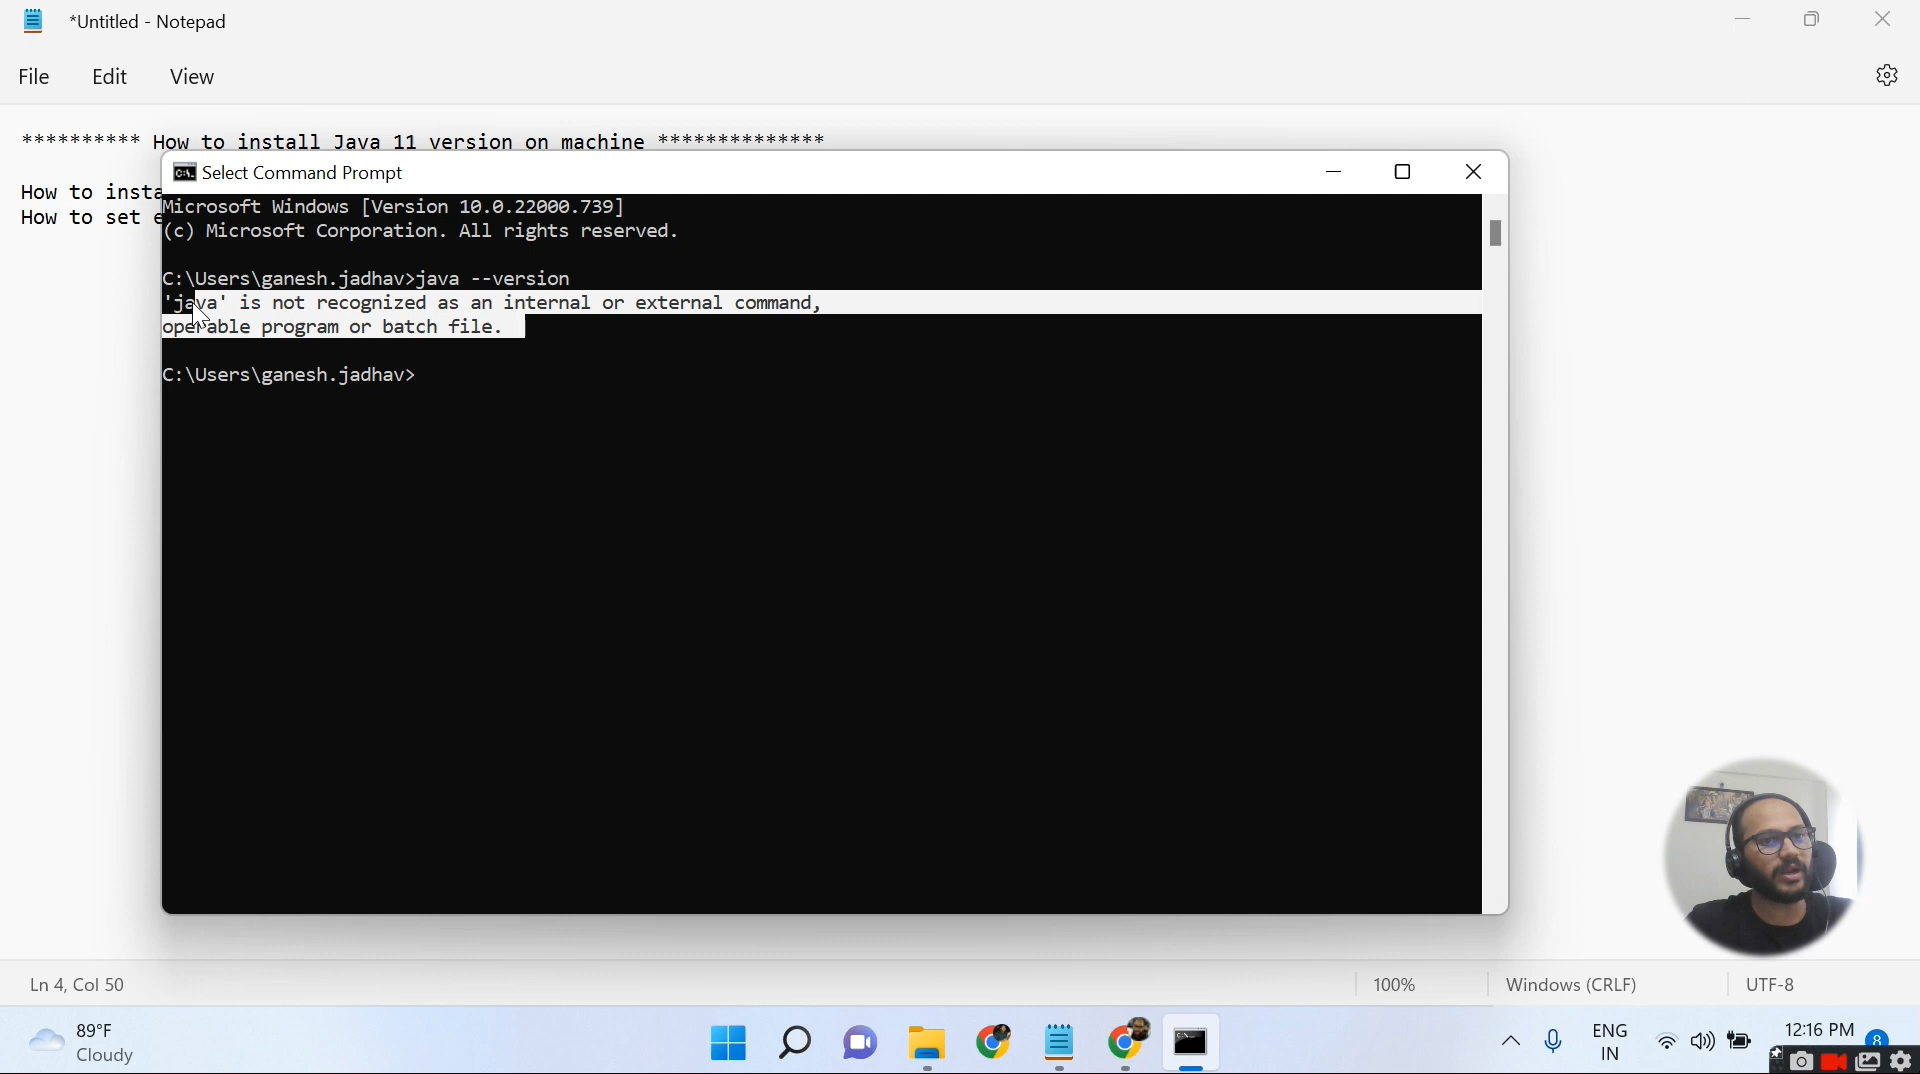 *Untitled - Notepad
File Edit View
********** How to install Java 11 version on machine **************
How to insta
How to set e
Select Command Prompt
Microsoft Windows [Version 10.0.22000.739]
(c) Microsoft Corporation. All rights reserved.
C:\Users\ganesh.jadhav>java --version
'java' is not recognized as an internal or external command,
operable program or batch file.
C:\Users\ganesh.jadhav>
Ln 4, Col 50 100% Windows (CRLF) UTF-8
89°F
Cloudy
ENG
IN
12:16 PM
8